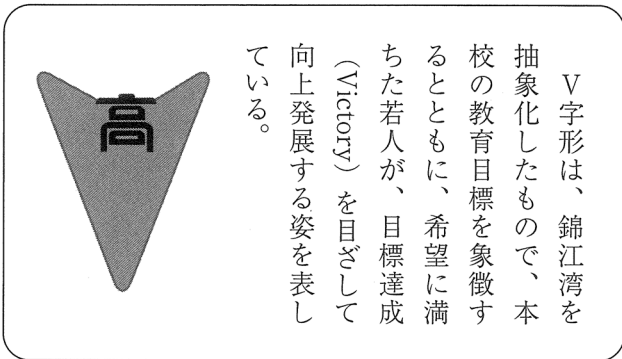 V字形は、錦江湾を
抽象化したもので、本
校の教育目標を象徴す
るとともに、希望に満
ちた若人が、目標達成
（Victory）を目ざして
向上発展する姿を表し
ている。
高